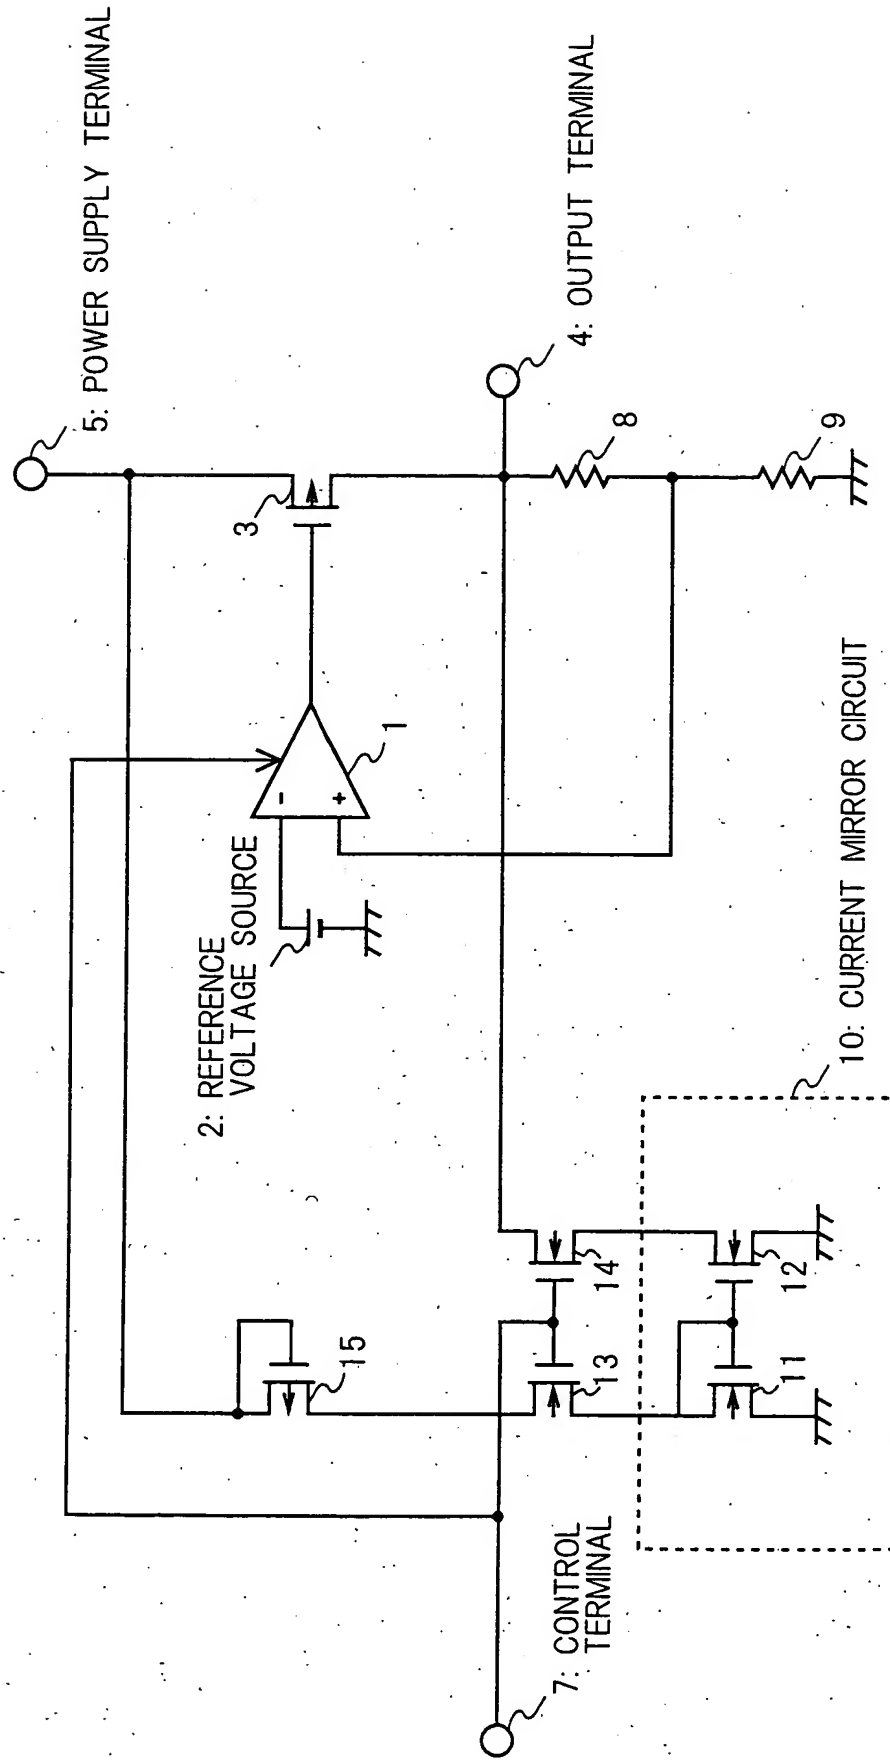 5: POWER SUPPLY TERMINAL
3
4: OUTPUT TERMINAL
8
9
1
-
+
2: REFERENCE
VOLTAGE SOURCE
10: CURRENT MIRROR CIRCUIT
14
12
15
13
11
7: CONTROL
TERMINAL